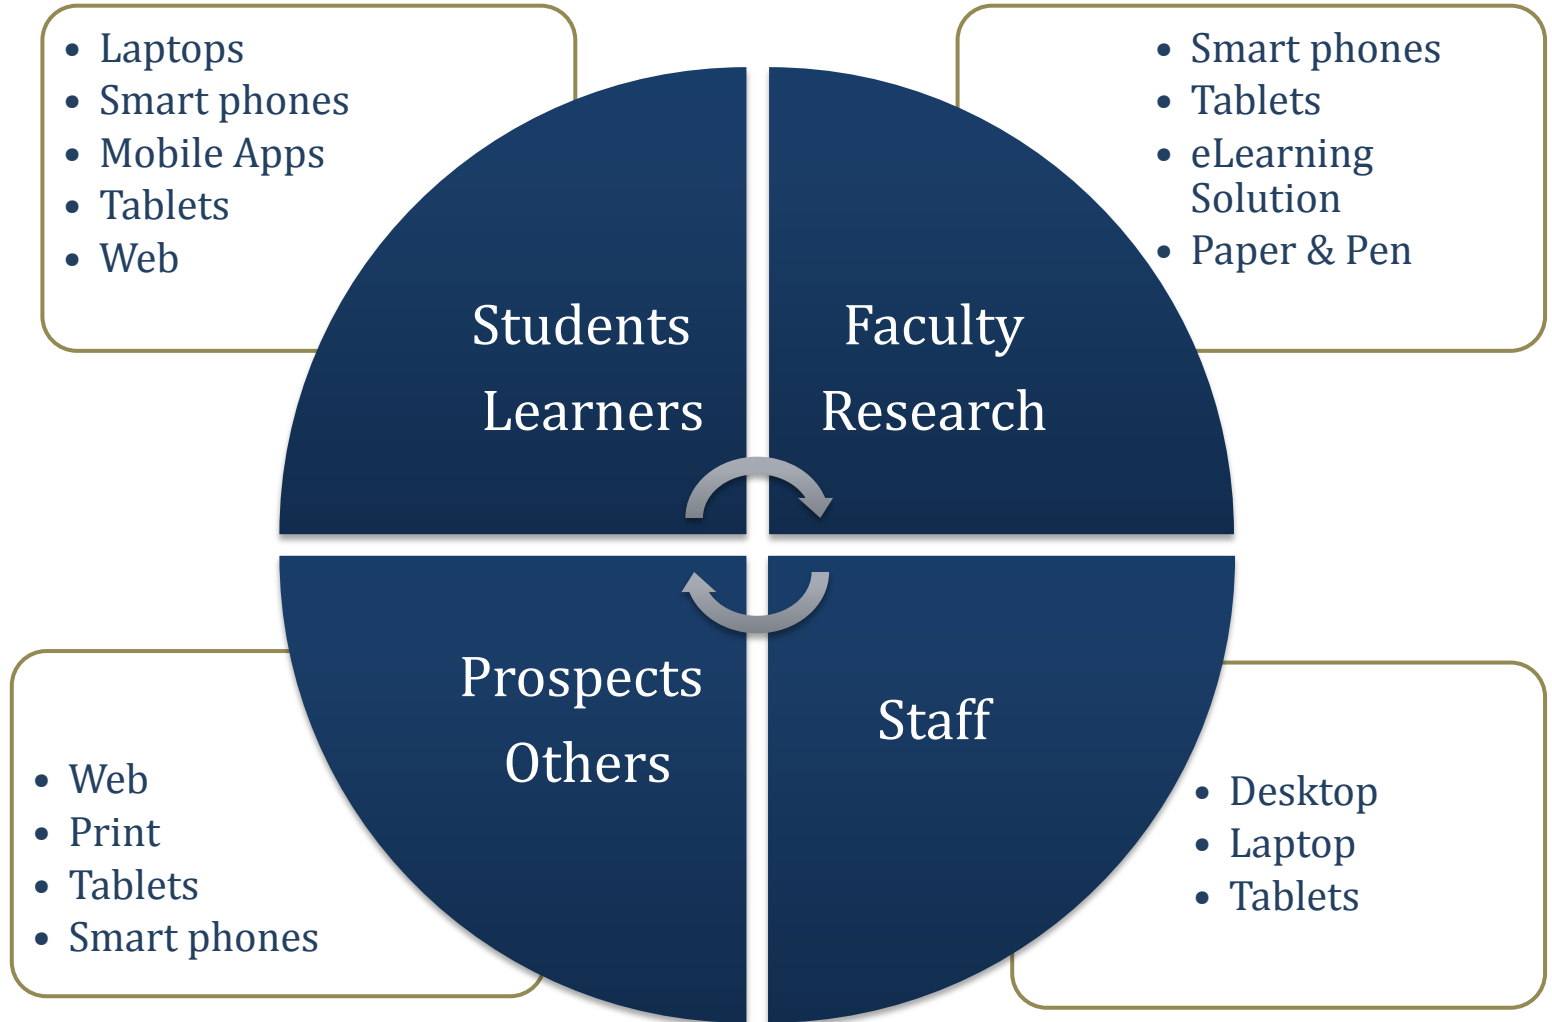 • Laptops
• Smart phones
• Mobile Apps
• Tablets
• Web
• Smart phones
• Tablets
• eLearning
Solution
• Paper & Pen
Students
Learners
Faculty
Research
Prospects
Others
Staff
• Web
• Print
• Tablets
• Smart phones
• Desktop
• Laptop
• Tablets